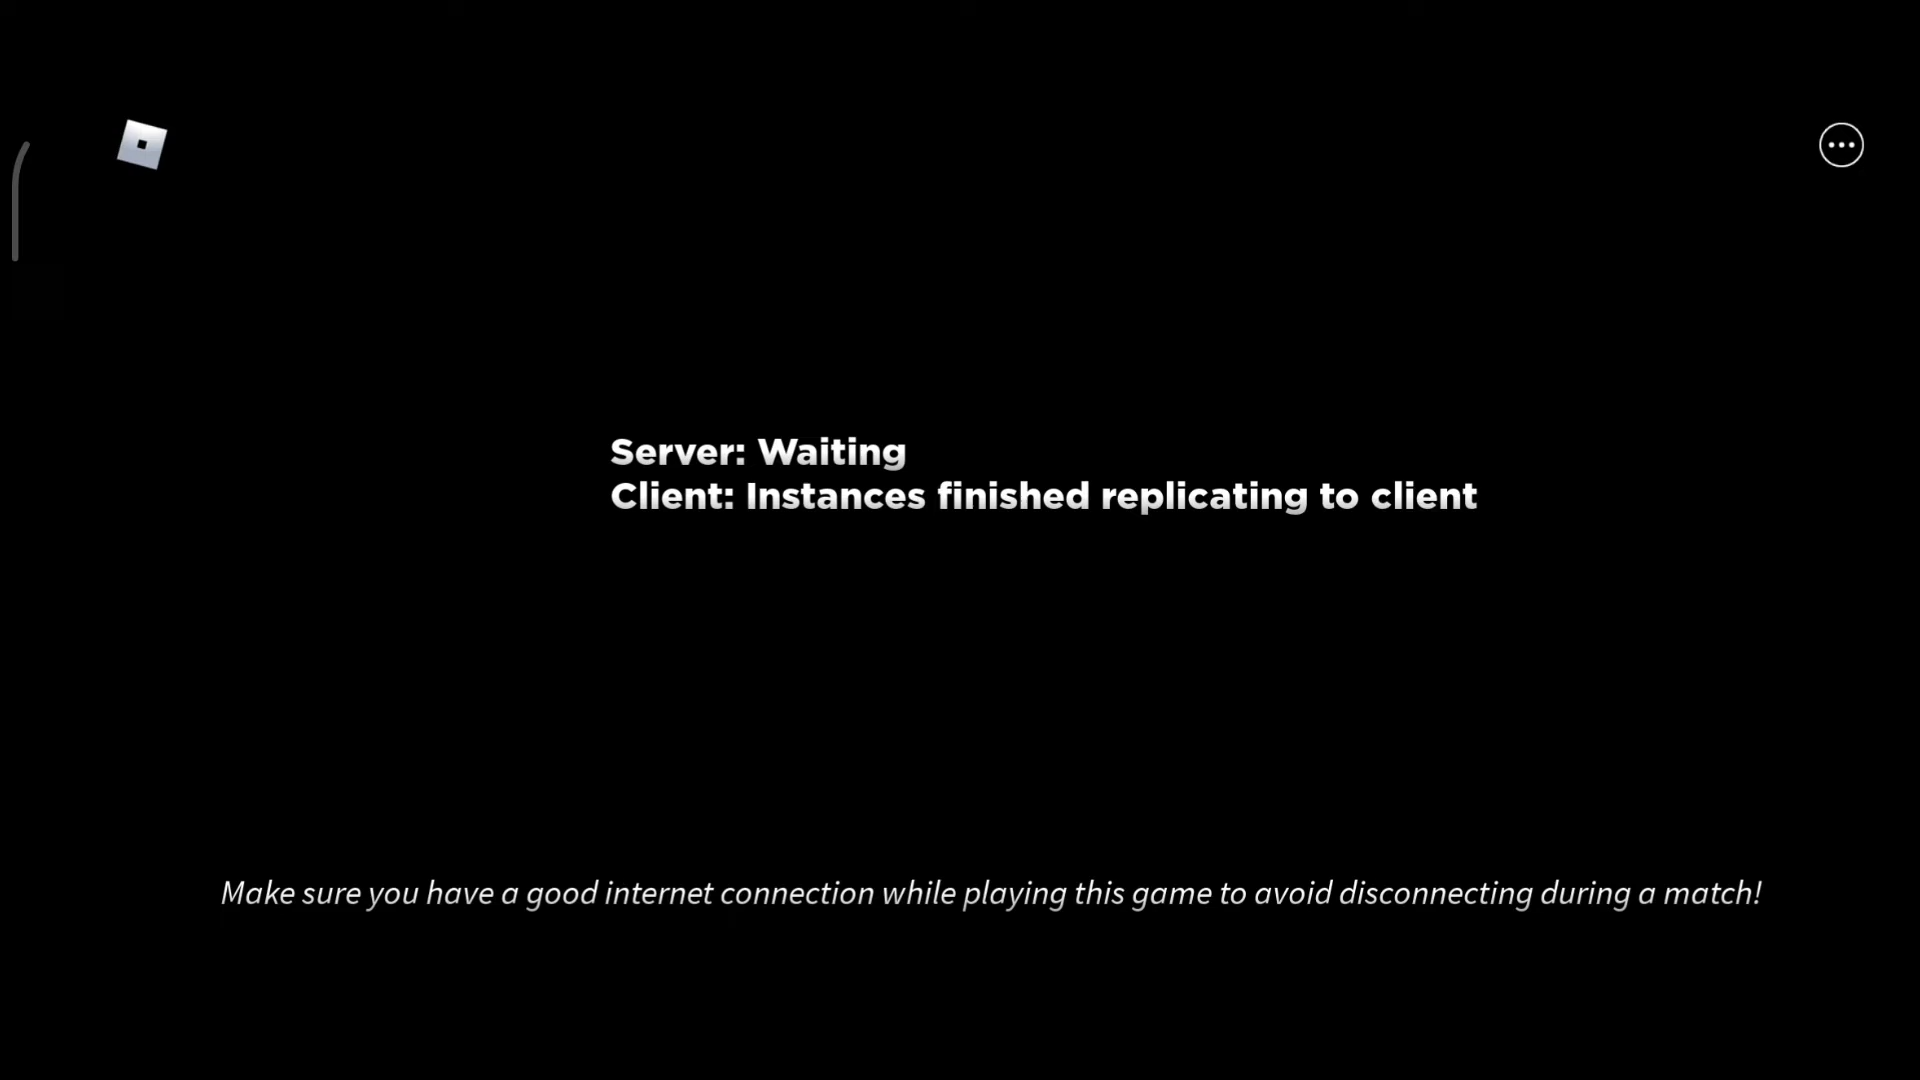 Server: Waiting
Client: Instances finished replicating to client
Make sure you have a good internet connection while playing this game to avoid disconnecting during a match!